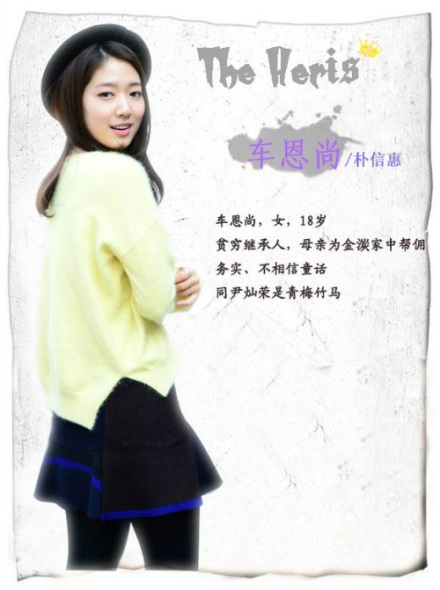 The Heris
车恩尚/朴信惠
车恩尚，女，18岁
贫穷继承人，母亲为金湠家中帮佣
务实、不相信童话
同尹灿荣是青梅竹马